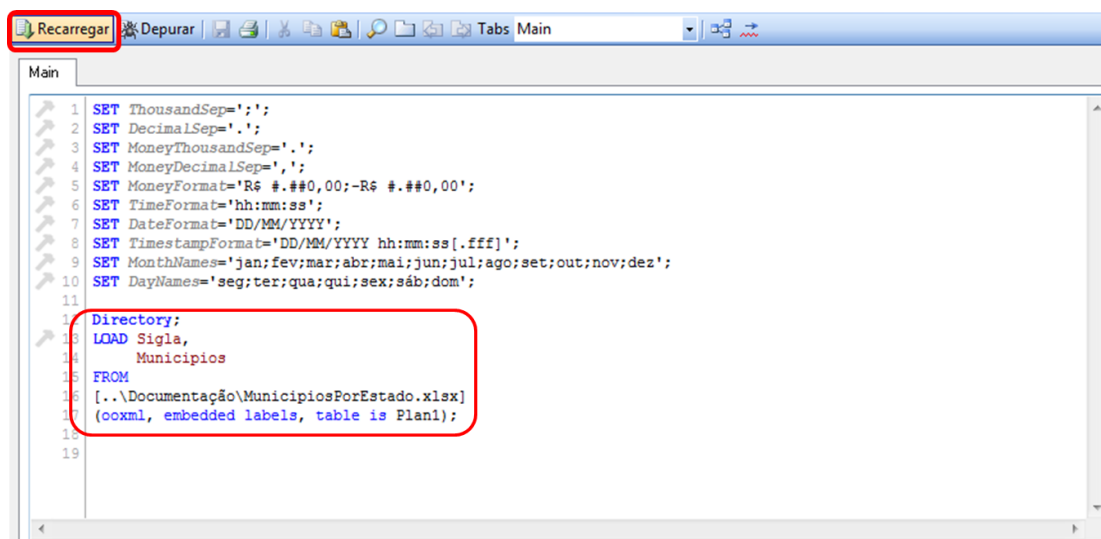 Recarregar Depurar Tabs Main
Main
1 SET ThousandSep=';';
2 SET DecimalSep='.';
3 SET MoneyThousandSep='.';
4 SET MoneyDecimalSep=',';
5 SET MoneyFormat='R$ #.##0,00;-R$ #.##0,00';
6 SET TimeFormat='hh:mm:ss';
7 SET DateFormat='DD/MM/YYYY';
8 SET TimestampFormat='DD/MM/YYYY hh:mm:ss[.fff]';
9 SET MonthNames='jan;fev;mar;abr;mai;jun;jul;ago;set;out;nov;dez';
10 SET DayNames='seg;ter;qua;qui;sex;sáb;dom';
11
12 Directory;
13 LOAD Sigla,
14 Municipios
15 FROM
16 [..\Documentação\MunicipiosPorEstado.xlsx]
17 (ooxml, embedded labels, table is Plan1);
18
19